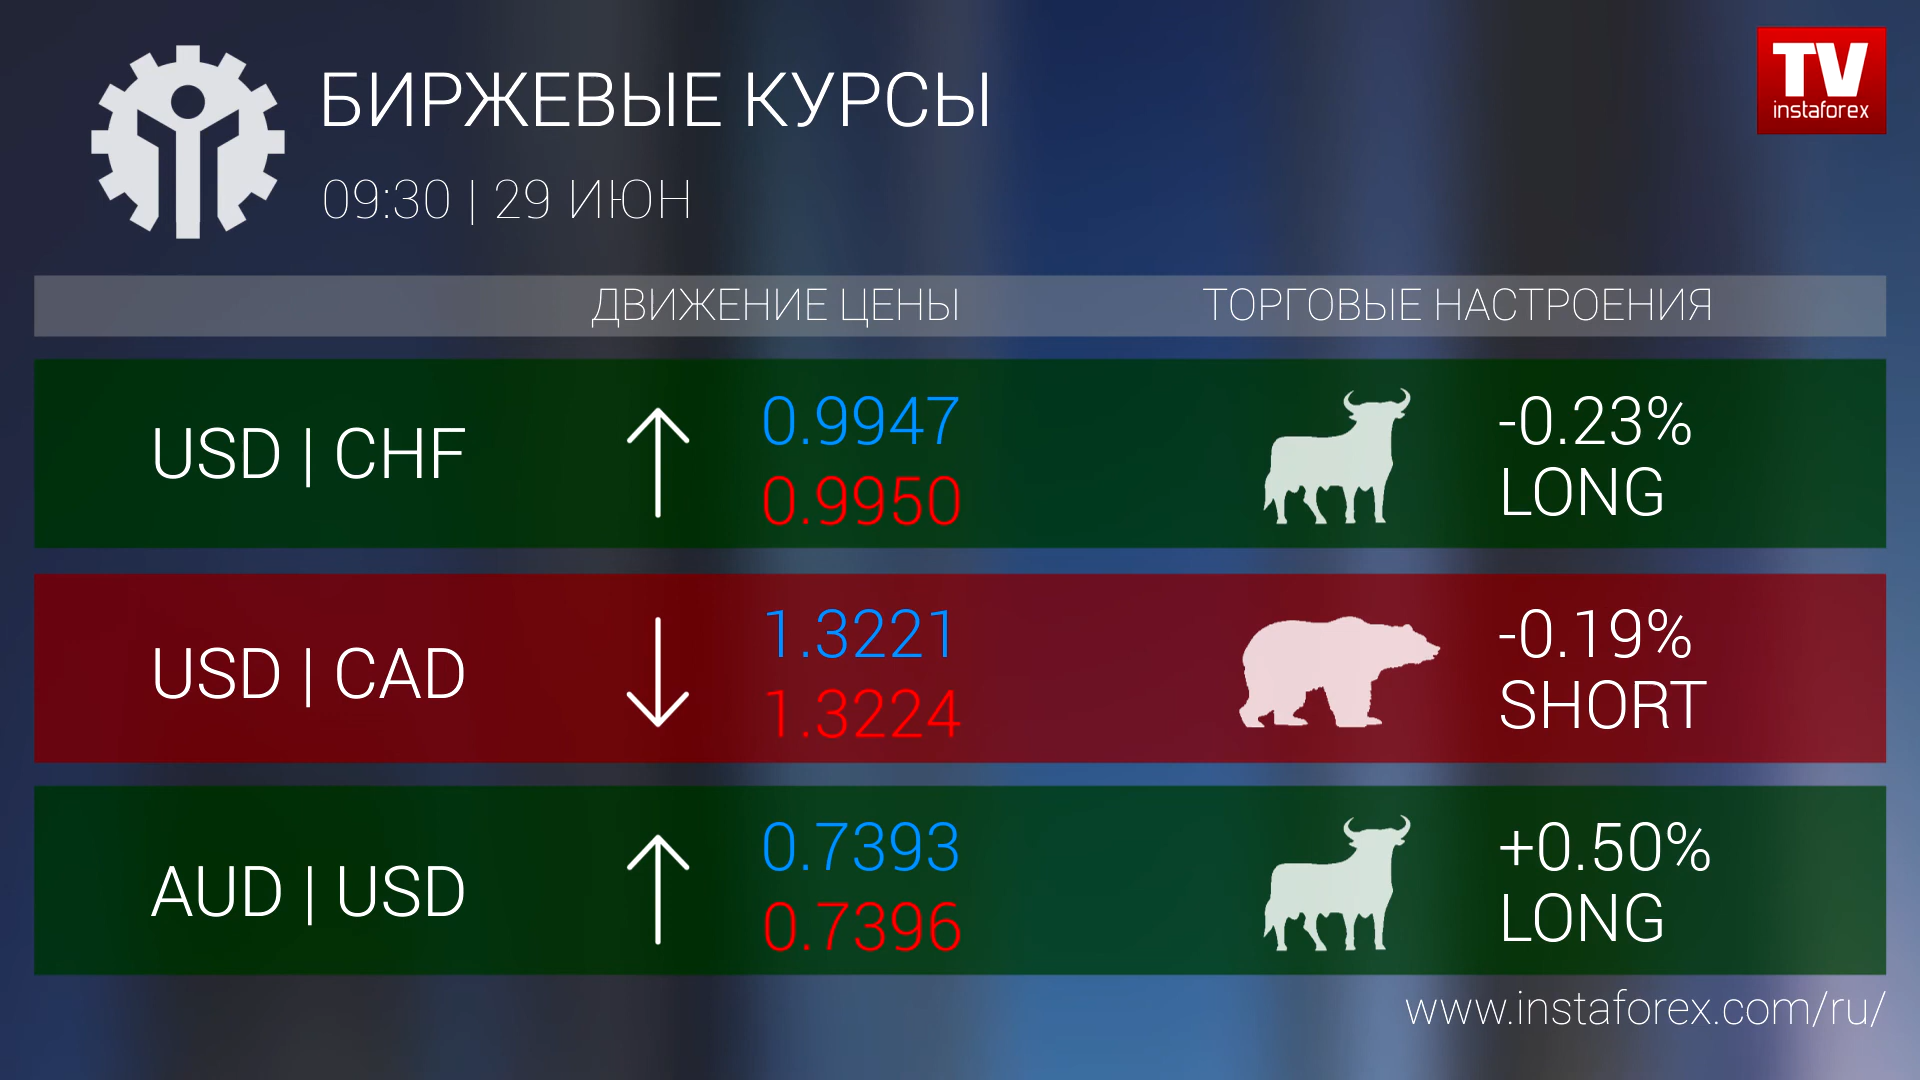 БИРЖЕВЫЕ КУРСЫ
TV
instaforex
09:30 | 29 ИЮН
ДВИЖЕНИЕ ЦЕНЫ ТОРГОВЫЕ НАСТРОЕНИЯ
USD | CHF
0.9947
0.9950
-0.23%
LONG
USD | CAD
1.3221
1.3224
-0.19%
SHORT
AUD | USD
0.7393
0.7396
+0.50%
LONG
www.instaforex.com/ru/